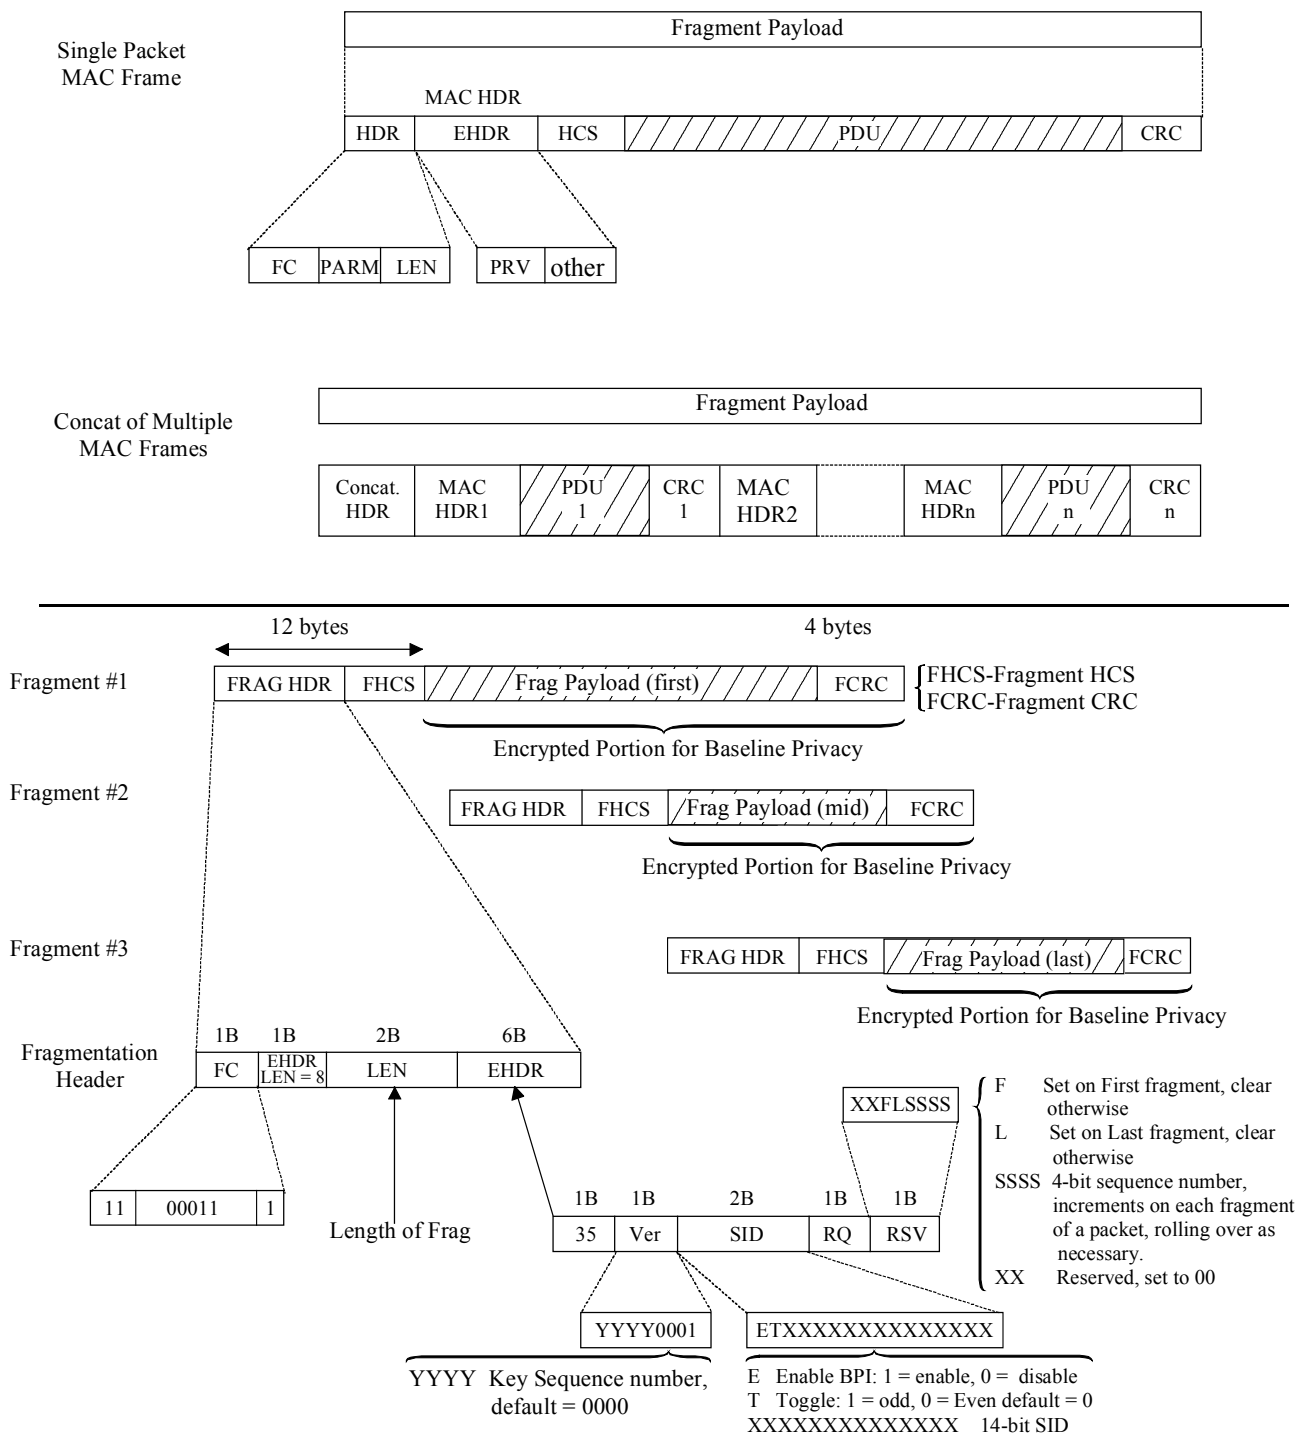 Fragment Payload
Single Packet
MAC Frame
MAC HDR
HDR EHDR HCS PDU CRC
FC PARM LEN PRV other
Fragment Payload
Concat of Multiple
MAC Frames
Concat. HDR MAC HDR1 PDU 1 CRC 1 MAC HDR2 MAC HDRn PDU n CRC n
12 bytes 4 bytes
Fragment #1
FRAG HDR FHCS Frag Payload (first) FCRC
FHCS-Fragment HCS
FCRC-Fragment CRC
Encrypted Portion for Baseline Privacy
Fragment #2
FRAG HDR FHCS Frag Payload (mid) FCRC
Encrypted Portion for Baseline Privacy
Fragment #3
FRAG HDR FHCS Frag Payload (last) FCRC
Encrypted Portion for Baseline Privacy
1B 1B 2B 6B
Fragmentation
Header
FC EHDR LEN = 8 LEN EHDR
XXFLSSSS
F Set on First fragment, clear
otherwise
L Set on Last fragment, clear
otherwise
SSSS 4-bit sequence number,
increments on each fragment
of a packet, rolling over as
necessary.
XX Reserved, set to 00
11 00011 1
Length of Frag
1B 1B 2B 1B 1B
35 Ver SID RQ RSV
YYYY0001
ETXXXXXXXXXXXXXX
YYYY Key Sequence number,
default = 0000
E Enable BPI: 1 = enable, 0 = disable
T Toggle: 1 = odd, 0 = Even default = 0
XXXXXXXXXXXXXX 14-bit SID